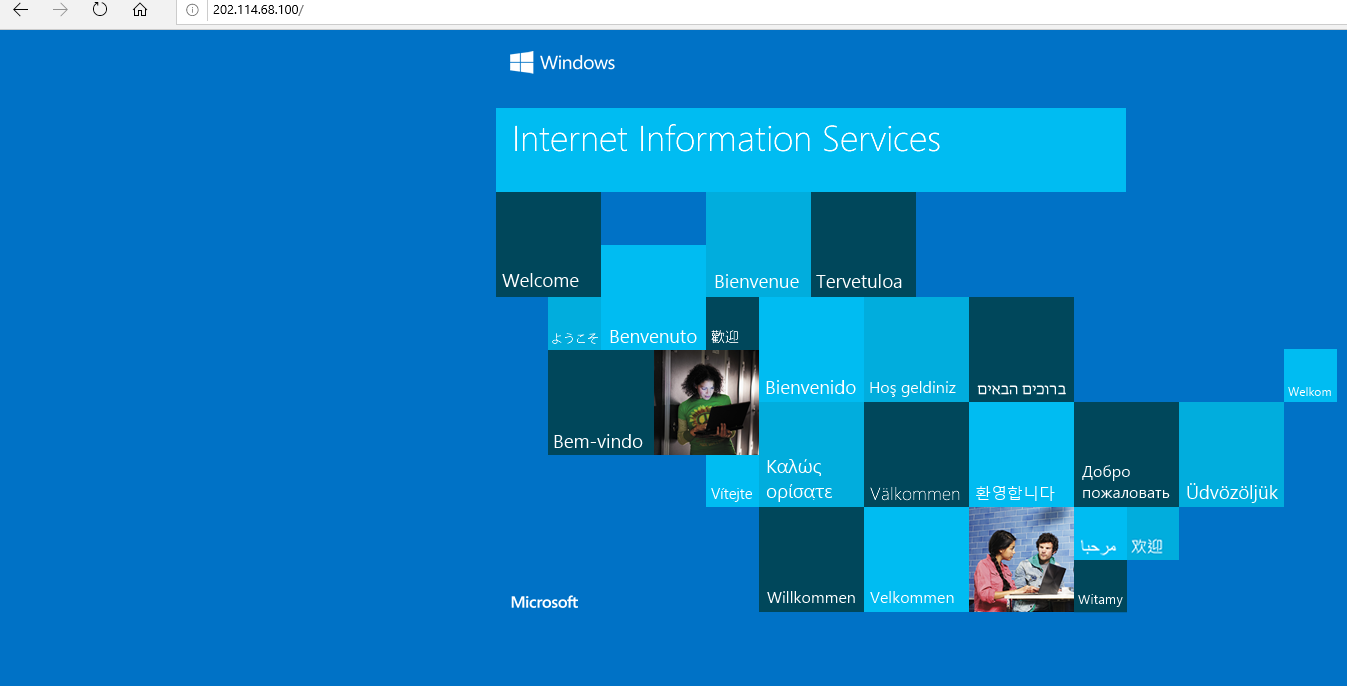 202.114.68.100/
Windows
Internet Information Services
Welcome
Bienvenue
Tervetuloa
ようこそ
Benvenuto
歡迎
Bienvenido
Hoş geldiniz
ברוכים הבאים
Welkom
Bem-vindo
Vítejte
Καλώς
ορίσατε
Välkommen
환영합니다
Добро
пожаловать
Üdvözöljük
مرحبا
欢迎
Willkommen
Velkommen
Witamy
Microsoft